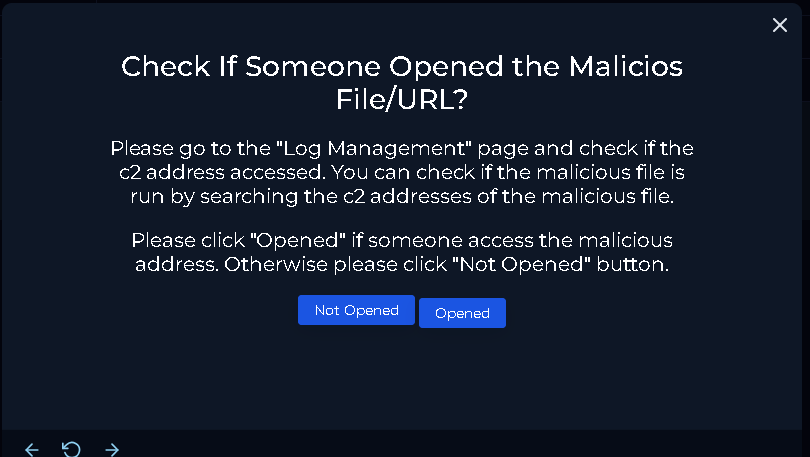 Check If Someone Opened the Malicios
File/URL?
Please go to the "Log Management" page and check if the
c2 address accessed. You can check if the malicious file is
run by searching the c2 addresses of the malicious file.
Please click "Opened" if someone access the malicious
address. Otherwise please click "Not Opened" button.
Not Opened
Opened